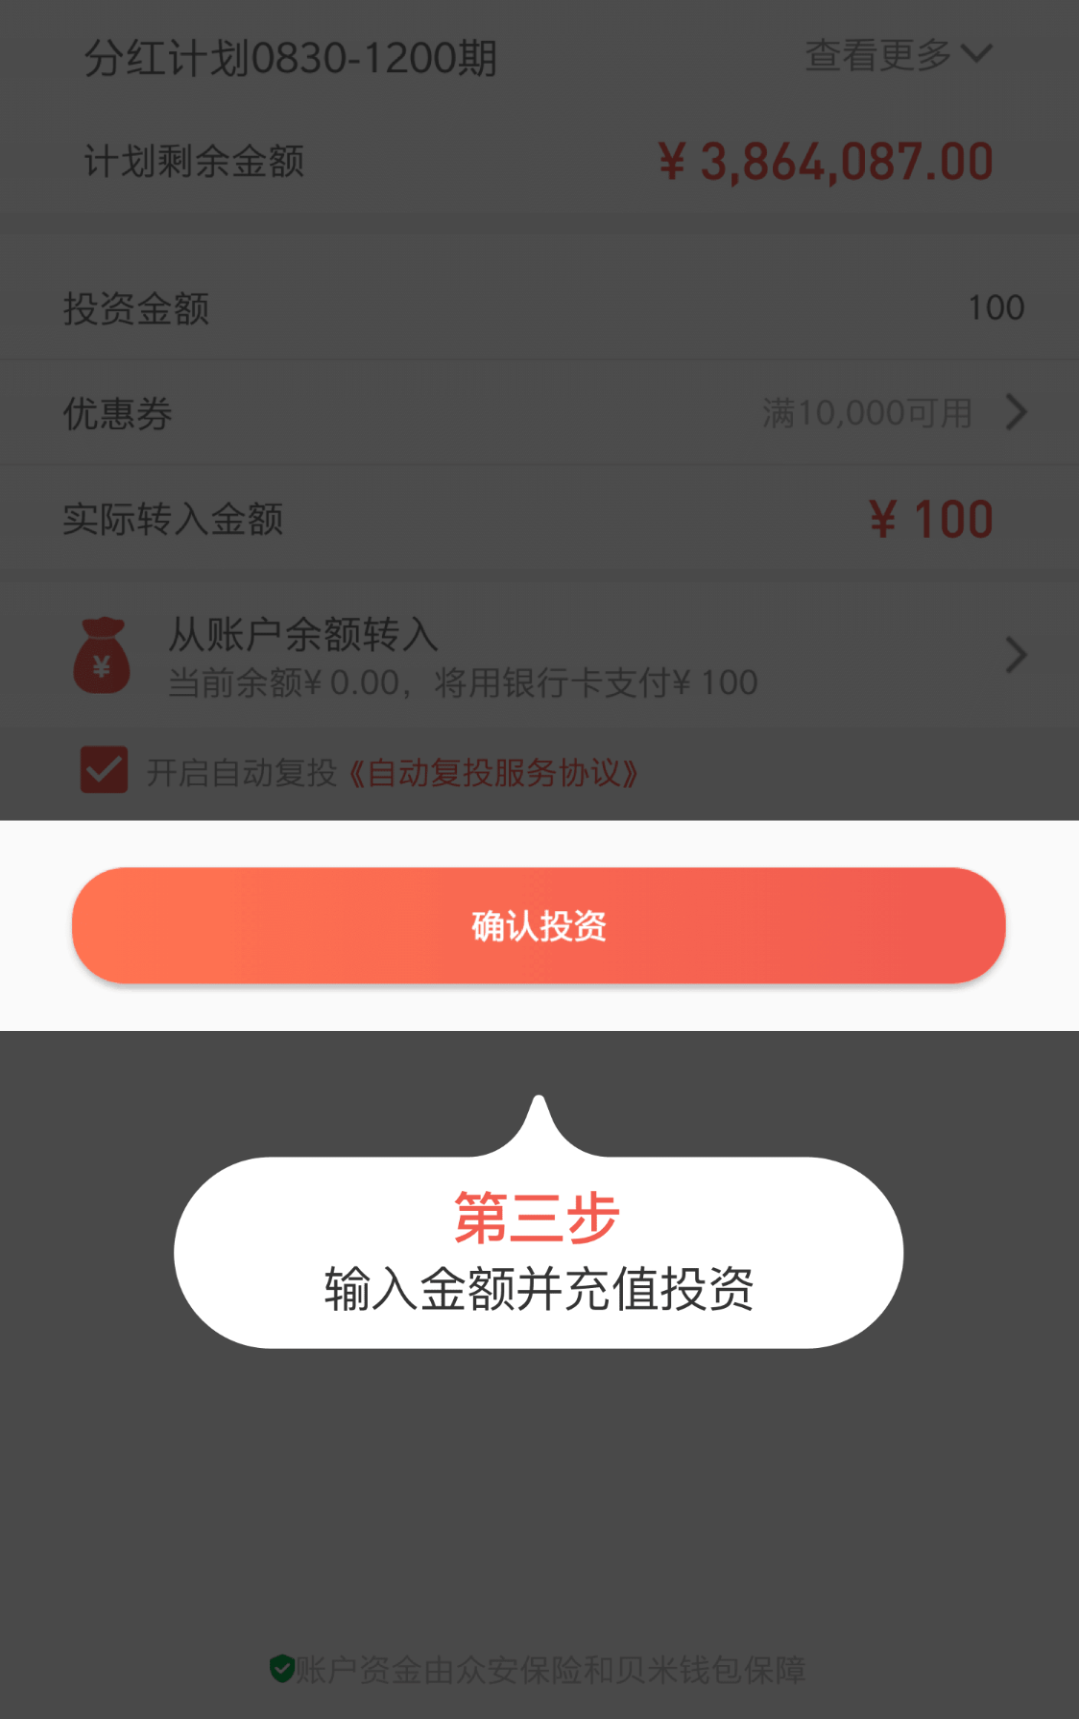 分红计划0830-1200期 查看更多
计划剩余金额 ¥ 3,864,087.00
投资金额 100
优惠券 满10,000可用
实际转入金额 ¥ 100
从账户余额转入
¥
当前余额¥ 0.00，将用银行卡支付¥ 100
开启自动复投《自动复投服务协议》
确认投资
第三步
输入金额并充值投资
账户资金由众安保险和贝米钱包保障